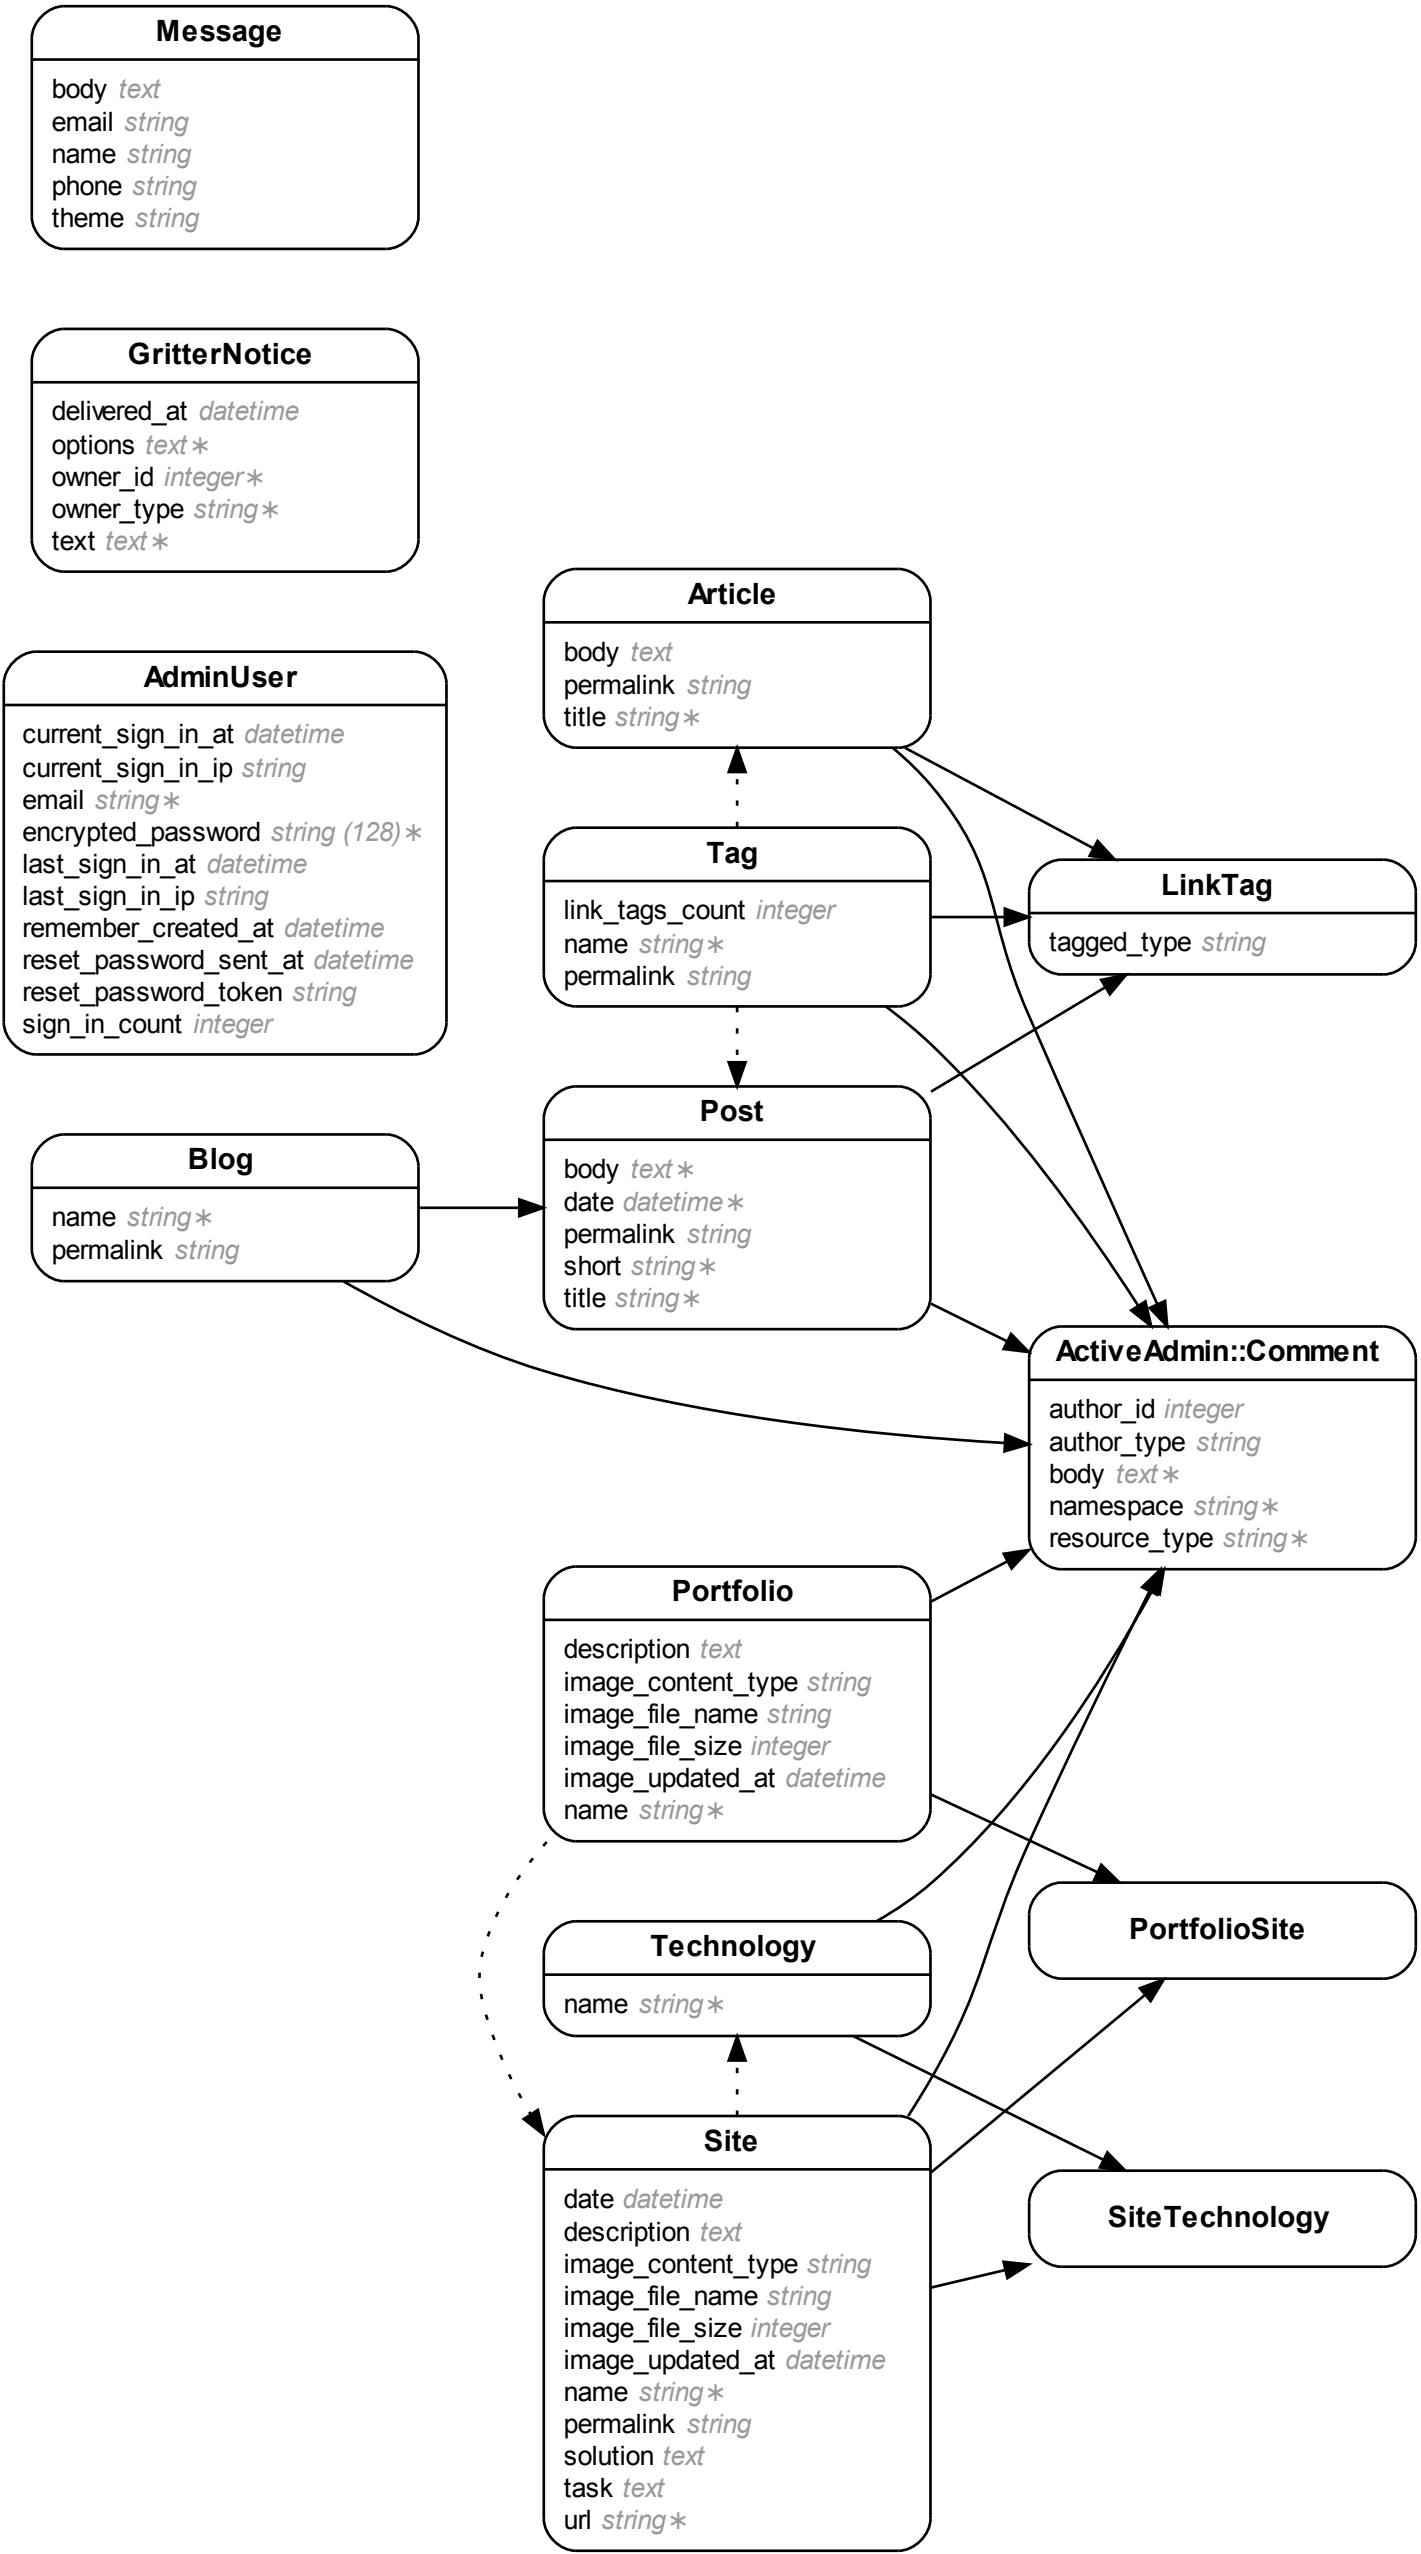 Message
body text
email string
name string
phone string
theme string
GritterNotice
delivered_at datetime
options text∗
owner_id integer∗
owner_type string∗
text text∗
AdminUser
current_sign_in_at datetime
current_sign_in_ip string
email string∗
encrypted_password string (128)∗
last_sign_in_at datetime
last_sign_in_ip string
remember_created_at datetime
reset_password_sent_at datetime
reset_password_token string
sign_in_count integer
Blog
name string∗
permalink string
Article
body text
permalink string
title string∗
Tag
link_tags_count integer
name string∗
permalink string
Post
body text∗
date datetime∗
permalink string
short string∗
title string∗
Portfolio
description text
image_content_type string
image_file_name string
image_file_size integer
image_updated_at datetime
name string∗
Technology
name string∗
Site
date datetime
description text
image_content_type string
image_file_name string
image_file_size integer
image_updated_at datetime
name string∗
permalink string
solution text
task text
url string∗
LinkTag
tagged_type string
ActiveAdmin::Comment
author_id integer
author_type string
body text∗
namespace string∗
resource_type string∗
PortfolioSite
SiteTechnology